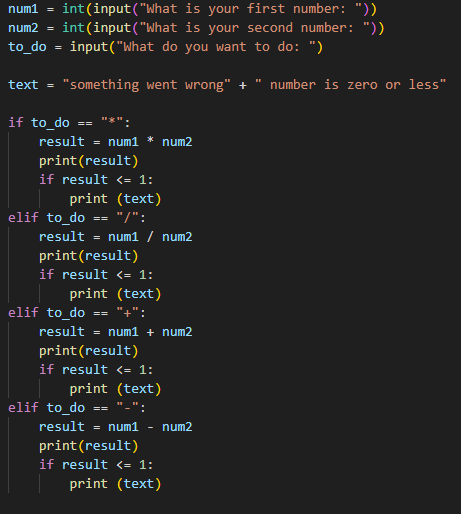 num1 = int(input("What is your first number: "))
num2 = int(input("What is your second number: "))
to_do = input("What do you want to do: ")

text = "something went wrong" + " number is zero or less"

if to_do == "*":
    result = num1 * num2
    print(result)
    if result <= 1:
        print (text)
elif to_do == "/":
    result = num1 / num2
    print(result)
    if result <= 1:
        print (text)
elif to_do == "+":
    result = num1 + num2
    print(result)
    if result <= 1:
        print (text)
elif to_do == "-":
    result = num1 - num2
    print(result)
    if result <= 1:
        print (text)